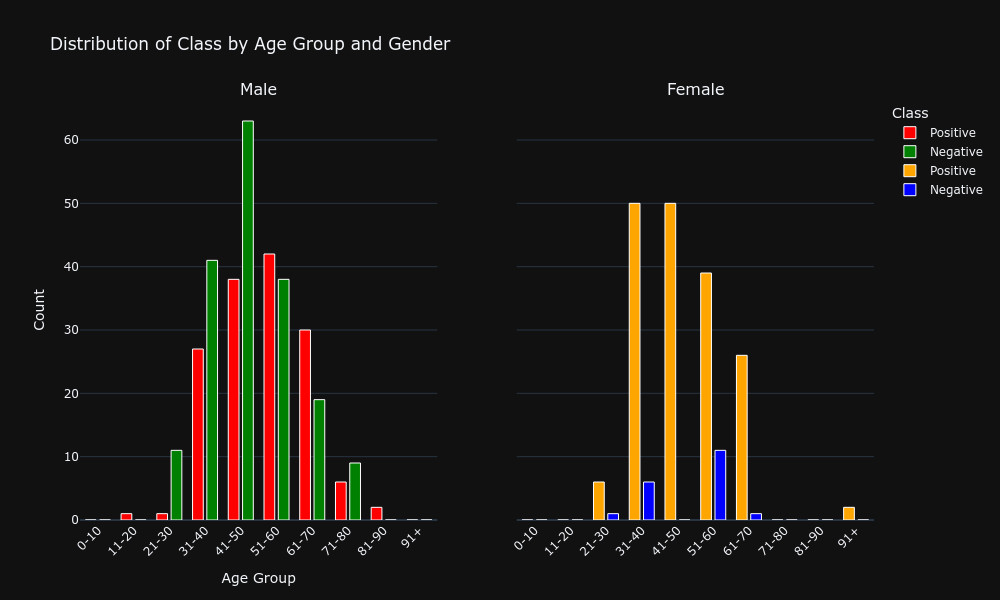 Distribution of Class by Age Group and Gender
Male
Female
Class
Positive
Negative
Positive
Negative
Count
60
50
40
30
20
10
0
0-10
11-20
21-30
31-40
41-50
51-60
61-70
71-80
81-90
91+
0-10
11-20
21-30
31-40
41-50
51-60
61-70
71-80
81-90
91+
Age Group